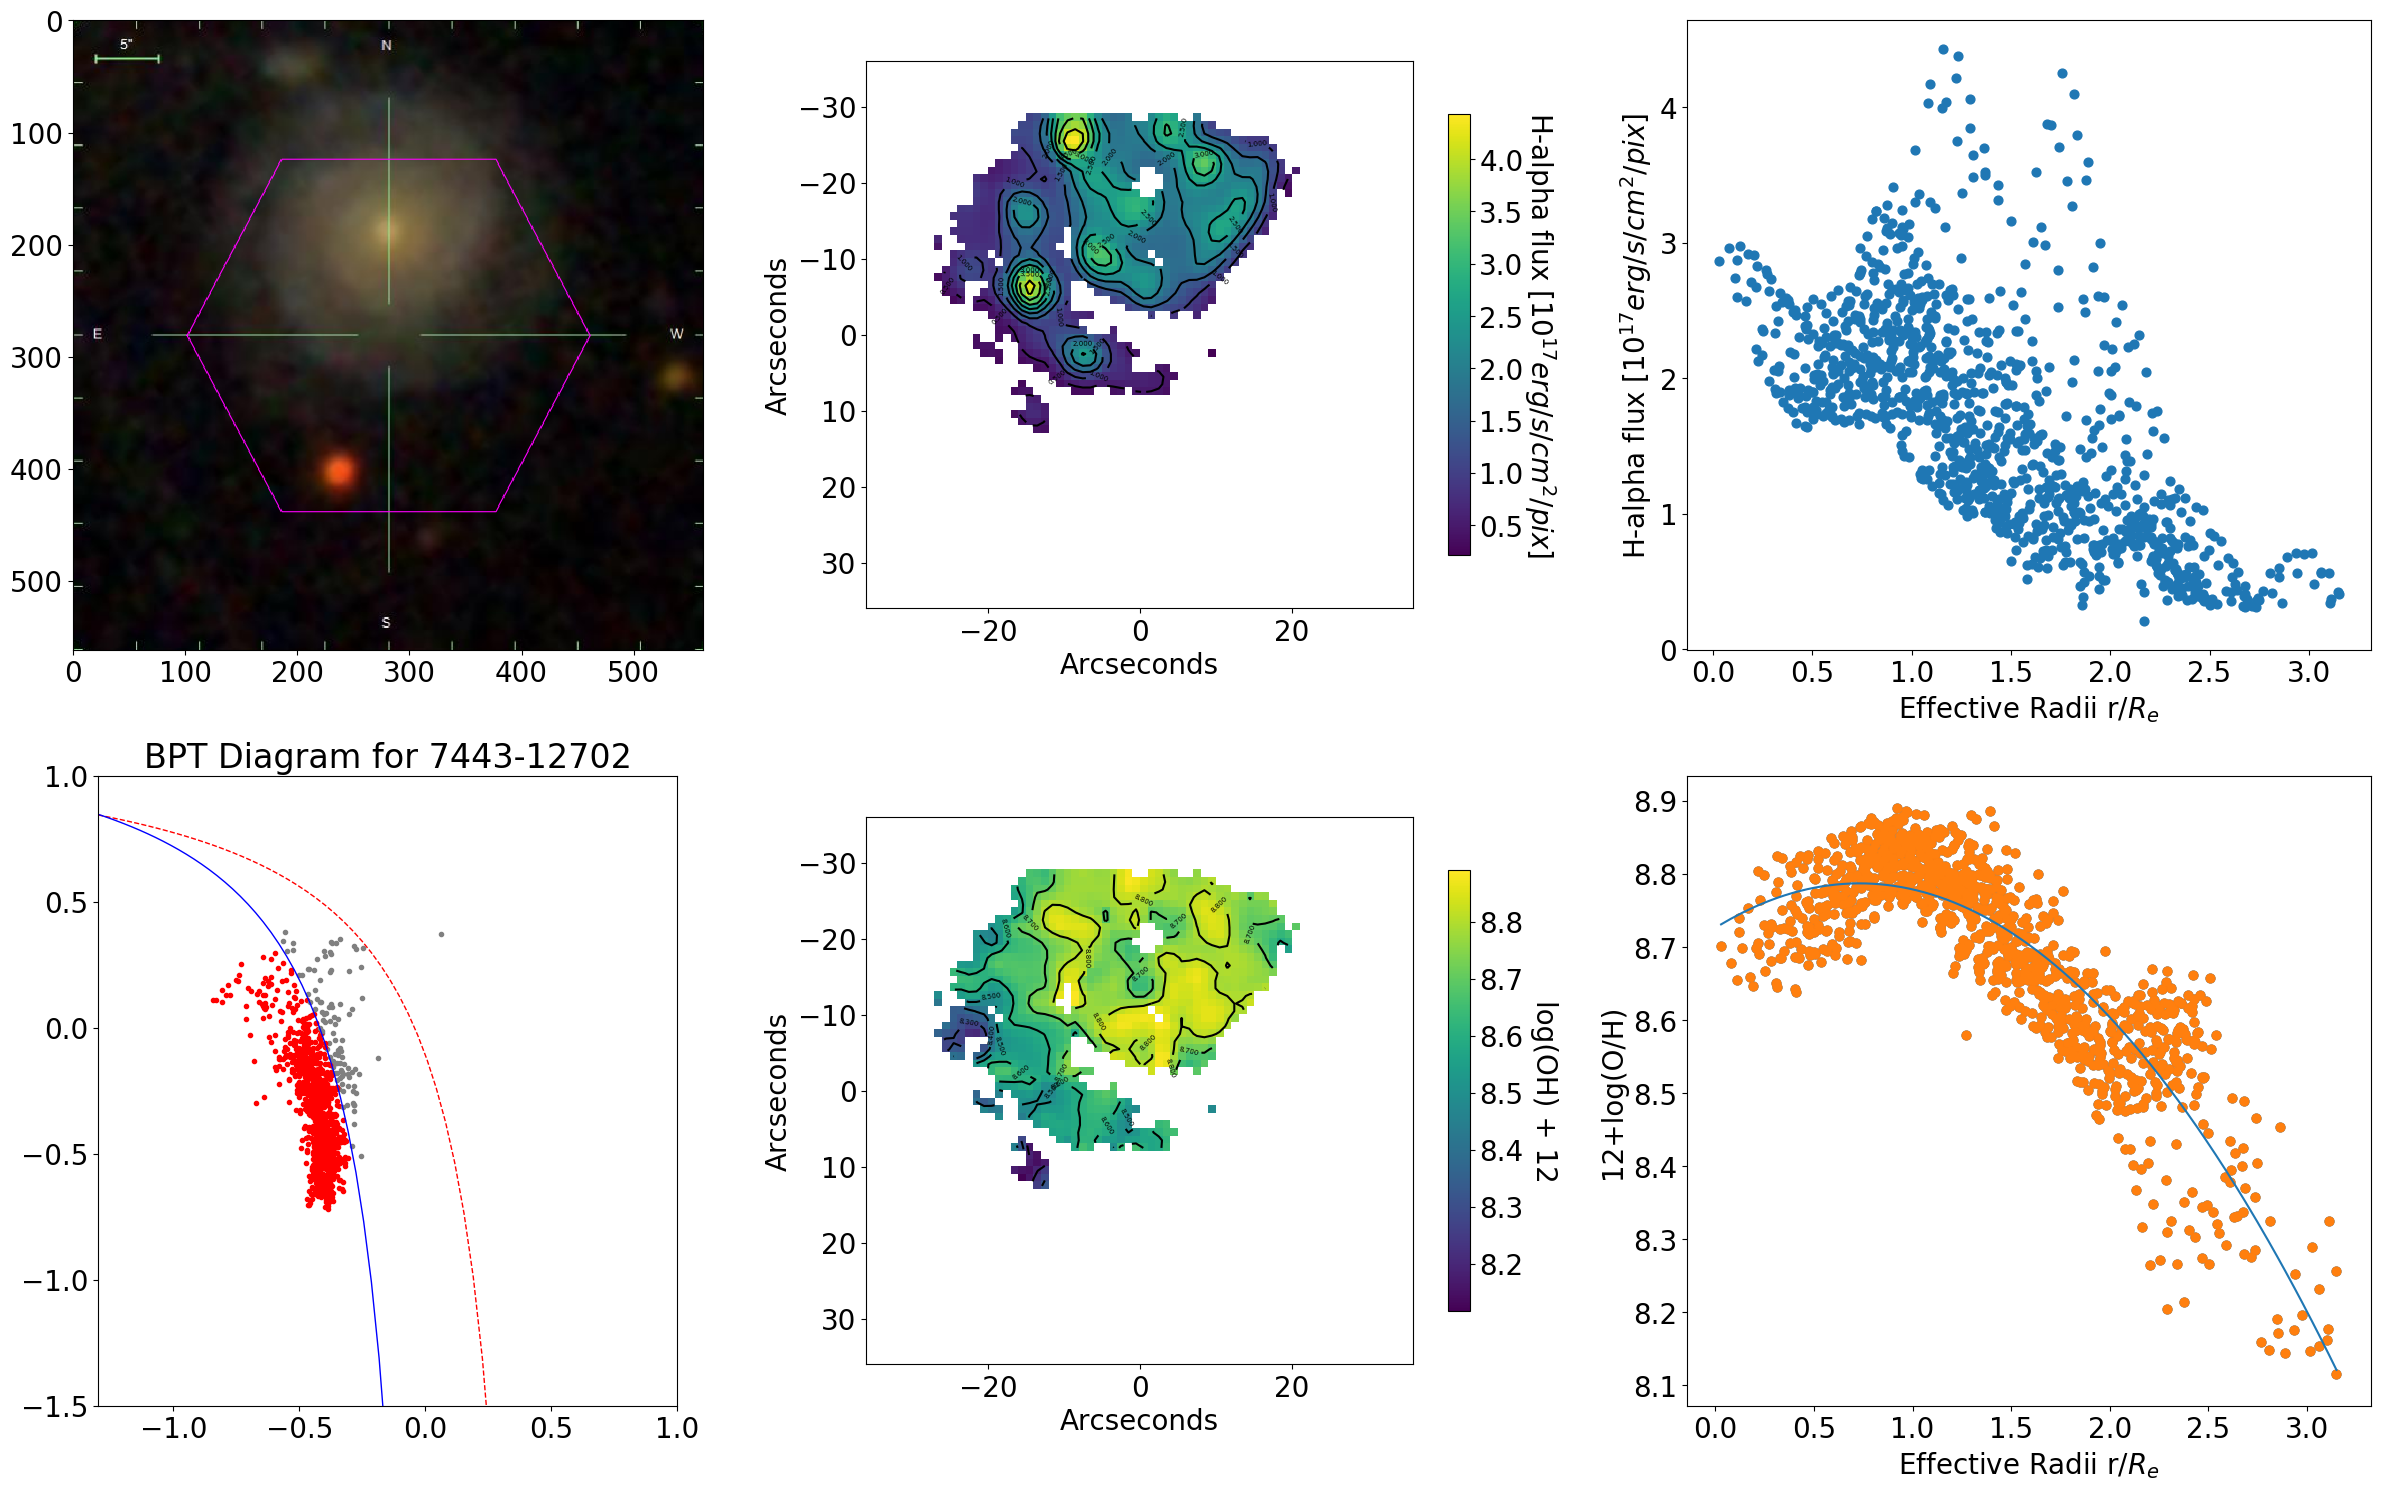 0
100
200
300
400
500
0 100 200 300 400 500
5"
N
E
W
S
−30
−20
−10
0
10
20
30
Arcseconds
−20 0 20
Arcseconds
4.0
3.5
3.0
2.5
2.0
1.5
1.0
0.5
H-alpha flux [10^17 erg/s/cm^2/pix]
4
3
2
1
0
H-alpha flux [10^17 erg/s/cm^2/pix]
0.0 0.5 1.0 1.5 2.0 2.5 3.0
Effective Radii r/R_e
BPT Diagram for 7443-12702
1.0
0.5
0.0
−0.5
−1.0
−1.5
−1.0 −0.5 0.0 0.5 1.0
−30
−20
−10
0
10
20
30
Arcseconds
−20 0 20
Arcseconds
8.8
8.7
8.6
8.5
8.4
8.3
8.2
log(OH) + 12
8.9
8.8
8.7
8.6
8.5
8.4
8.3
8.2
8.1
12+log(O/H)
0.0 0.5 1.0 1.5 2.0 2.5 3.0
Effective Radii r/R_e